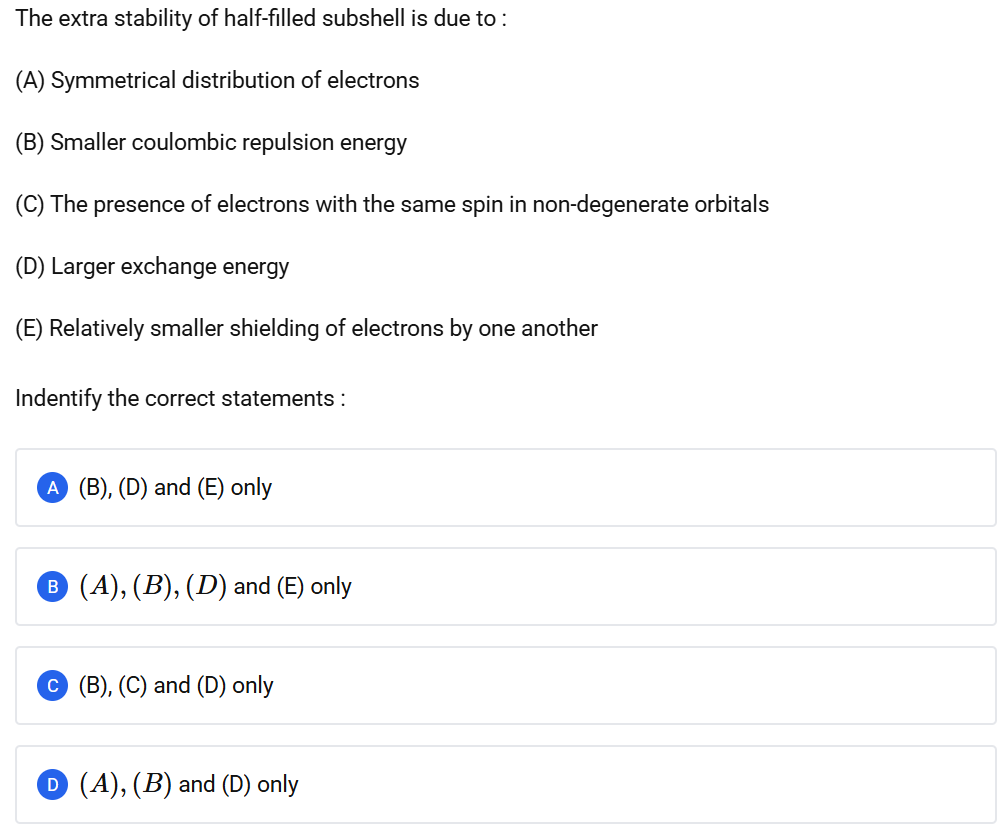 The extra stability of half-filled subshell is due to :
(A) Symmetrical distribution of electrons
(B) Smaller coulombic repulsion energy
(C) The presence of electrons with the same spin in non-degenerate orbitals
(D) Larger exchange energy
(E) Relatively smaller shielding of electrons by one another
Indentify the correct statements :
A (B), (D) and (E) only
B (A), (B), (D) and (E) only
C (B), (C) and (D) only
D (A), (B) and (D) only